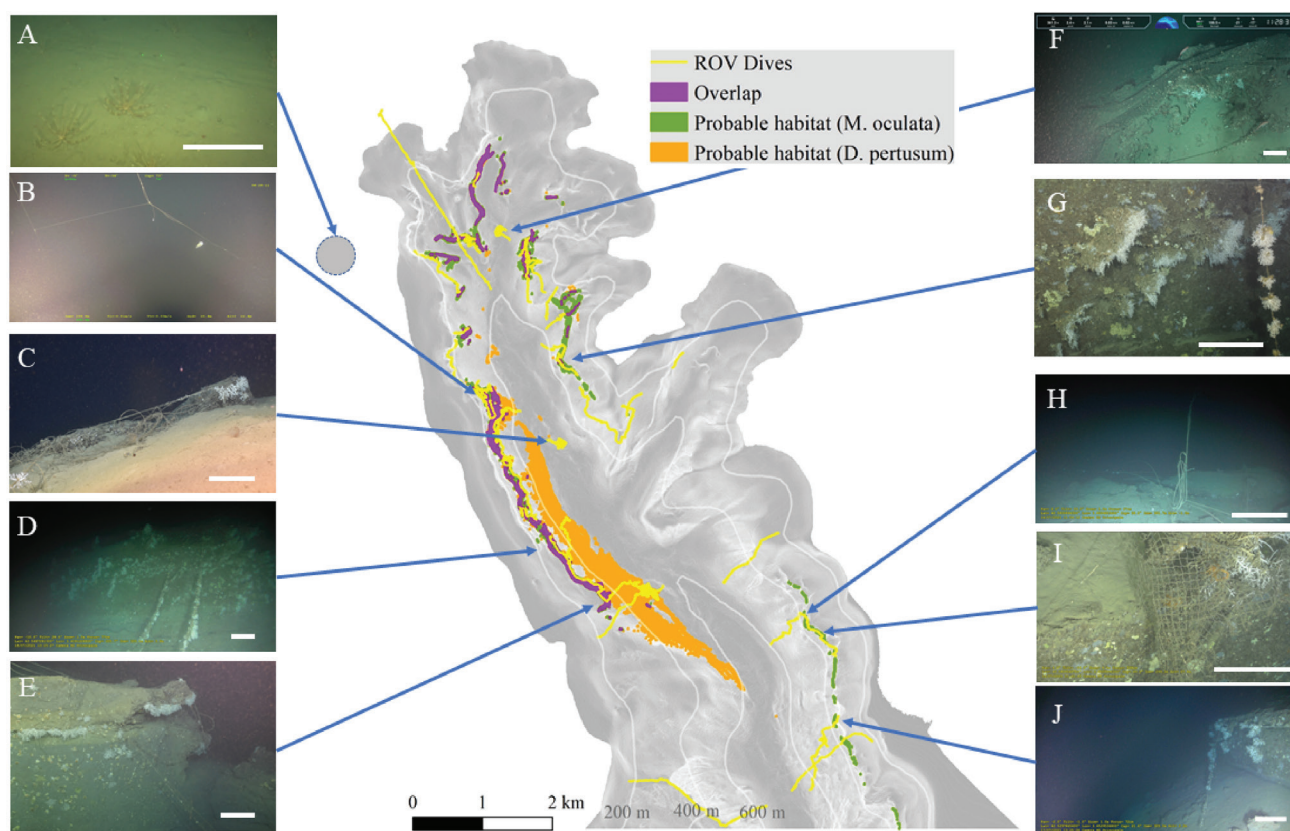 A
B
C
D
E
ROV Dives
Overlap
Probable habitat (M. oculata)
Probable habitat (D. pertusum)
0 1 2 km
200 m 400 m 600 m
F
G
H
I
J